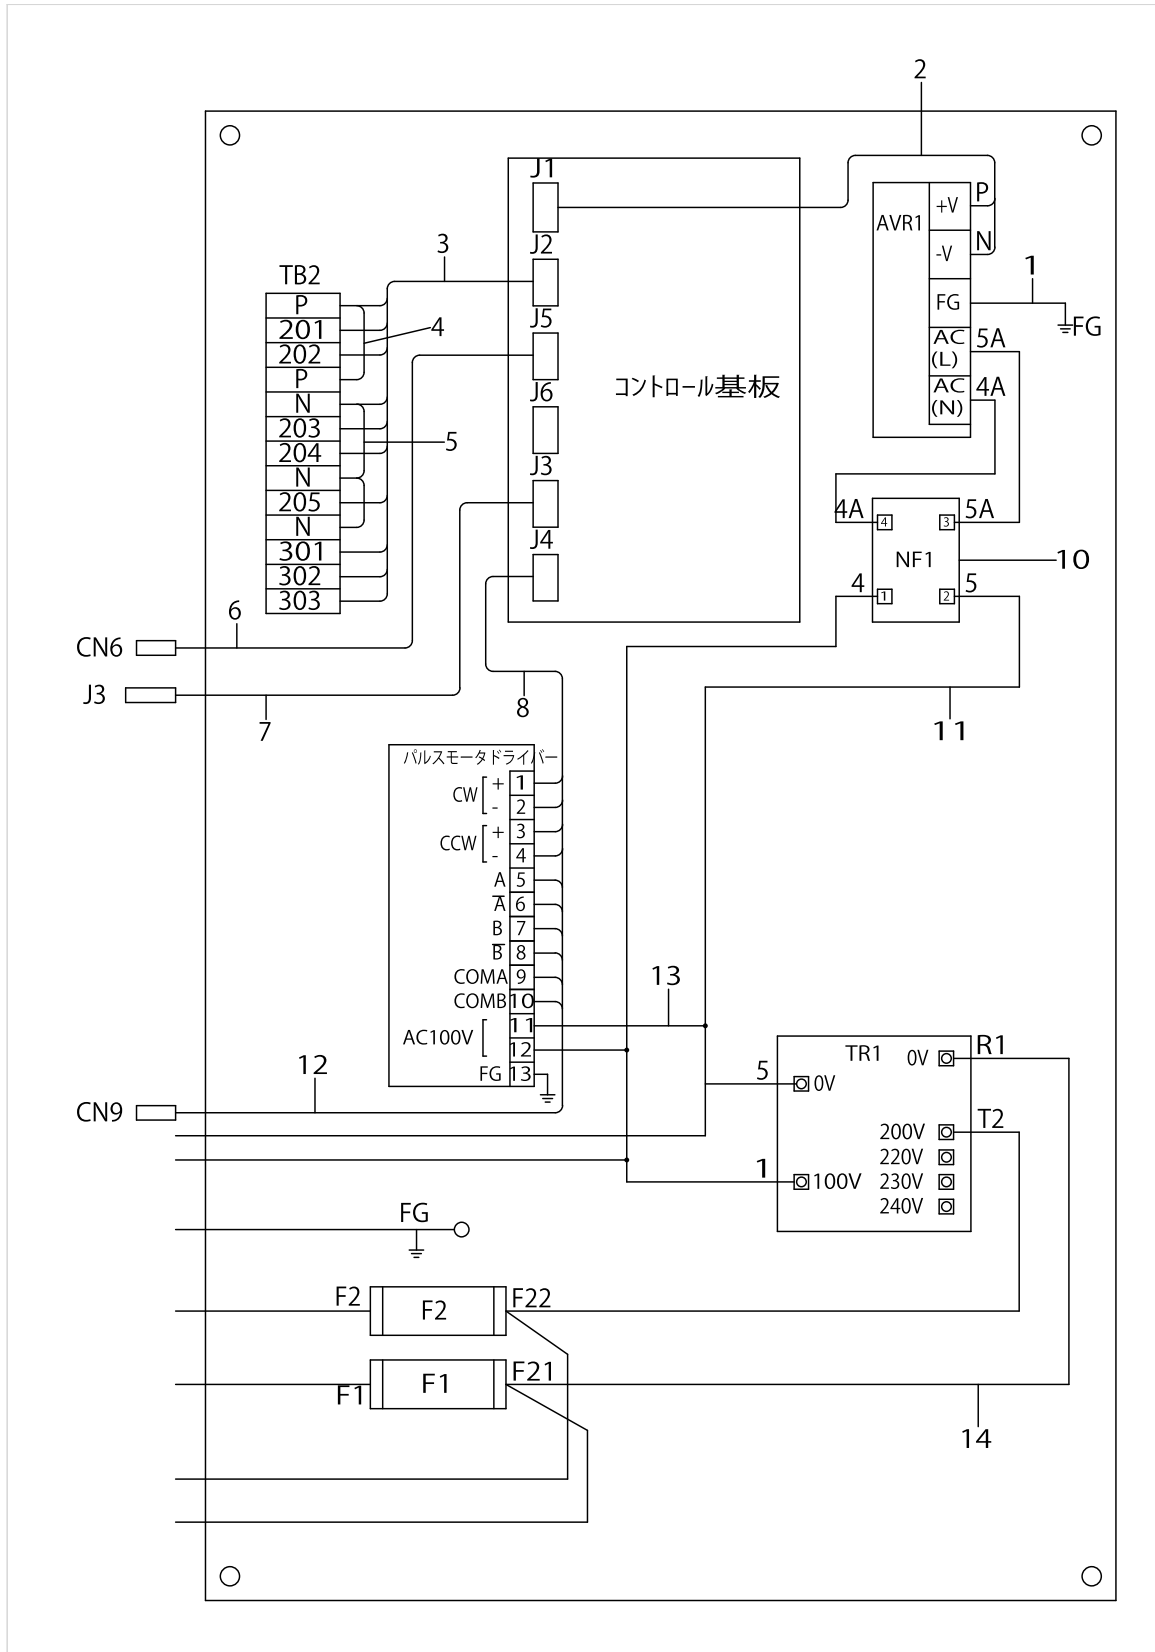 2
J1
P
+V
AVR1
N
-V
J2
3
1
TB2
FG
FG
P
J5
201
4
AC
(L)
5A
202
P
コントロール基板
AC
(N)
4A
J6
N
203
5
204
N
J3
205
4A
4
3
5A
N
J4
301
NF1
10
302
4
1
2
5
303
6
CN6
J3
7
8
11
パルスモータドライバー
CW
+
1
-
2
CCW
+
3
-
4
A
5
A̅
6
B
7
B̅
8
COMA
9
13
COMB
10
AC100V
11
12
TR1
0V
R1
12
FG
13
5
0V
CN9
200V
T2
220V
1
100V
230V
240V
FG
F2
F2
F22
F1
F1
F21
14